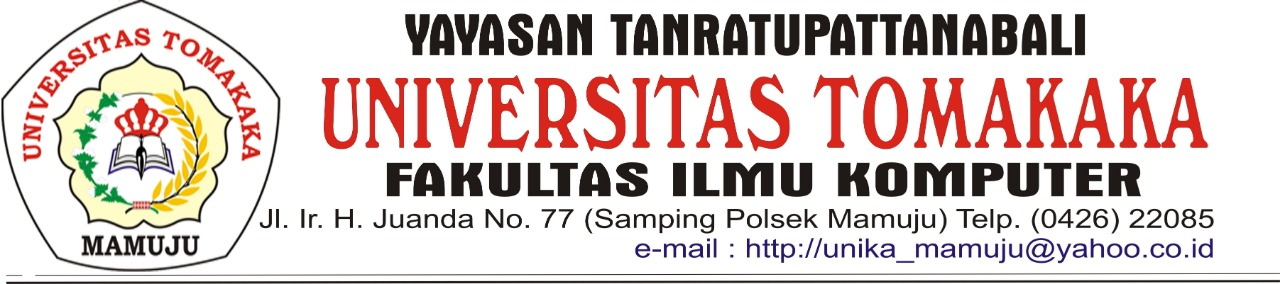 UNIVERSITAS TOMAKAKA
MAMUJU
YAYASAN TANRATUPATTANABALI
UNIVERSITAS TOMAKAKA
FAKULTAS ILMU KOMPUTER
Jl. Ir. H. Juanda No. 77 (Samping Polsek Mamuju) Telp. (0426) 22085
e-mail : http://unika_mamuju@yahoo.co.id